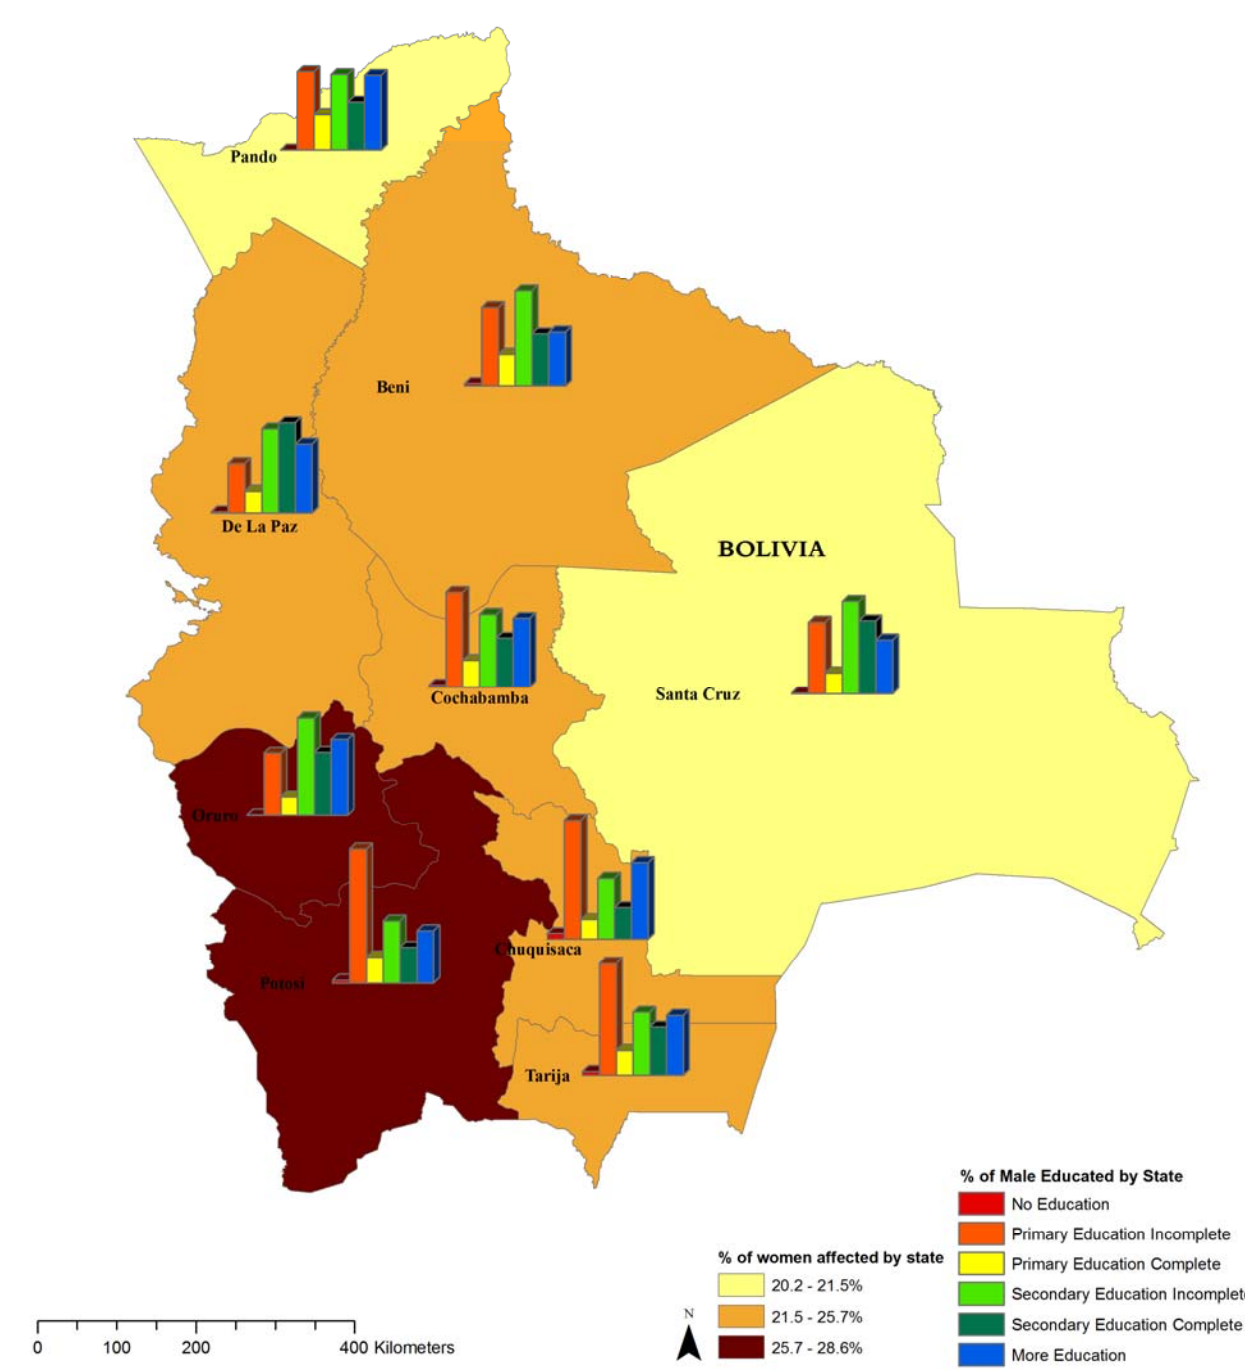 Pando
Beni
De La Paz
BOLIVIA
Cochabamba
Santa Cruz
Oruro
Chuquisaca
Potosi
Tarija
% of Male Educated by State
No Education
Primary Education Incomplete
Primary Education Complete
Secondary Education Incomplet
Secondary Education Complete
More Education
% of women affected by state
20.2 - 21.5%
21.5 - 25.7%
25.7 - 28.6%
N
0 100 200 400 Kilometers